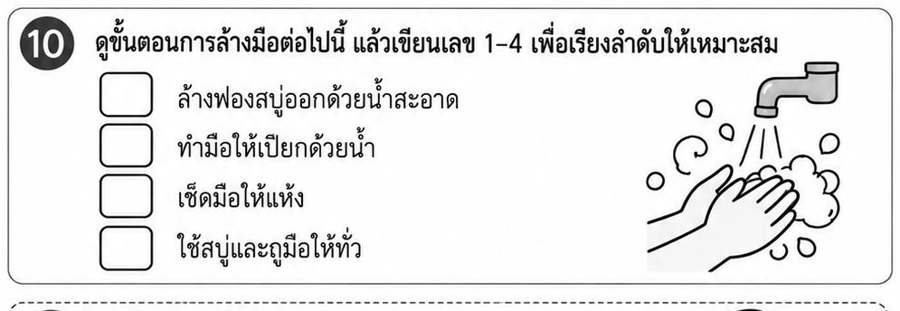 10 ดูขั้นตอนการล้างมือต่อไปนี้ แล้วเขียนเลข 1–4 เพื่อเรียงลำดับให้เหมาะสม
ล้างฟองสบู่ออกด้วยน้ำสะอาด
ทำมือให้เปียกด้วยน้ำ
เช็ดมือให้แห้ง
ใช้สบู่และถูมือให้ทั่ว